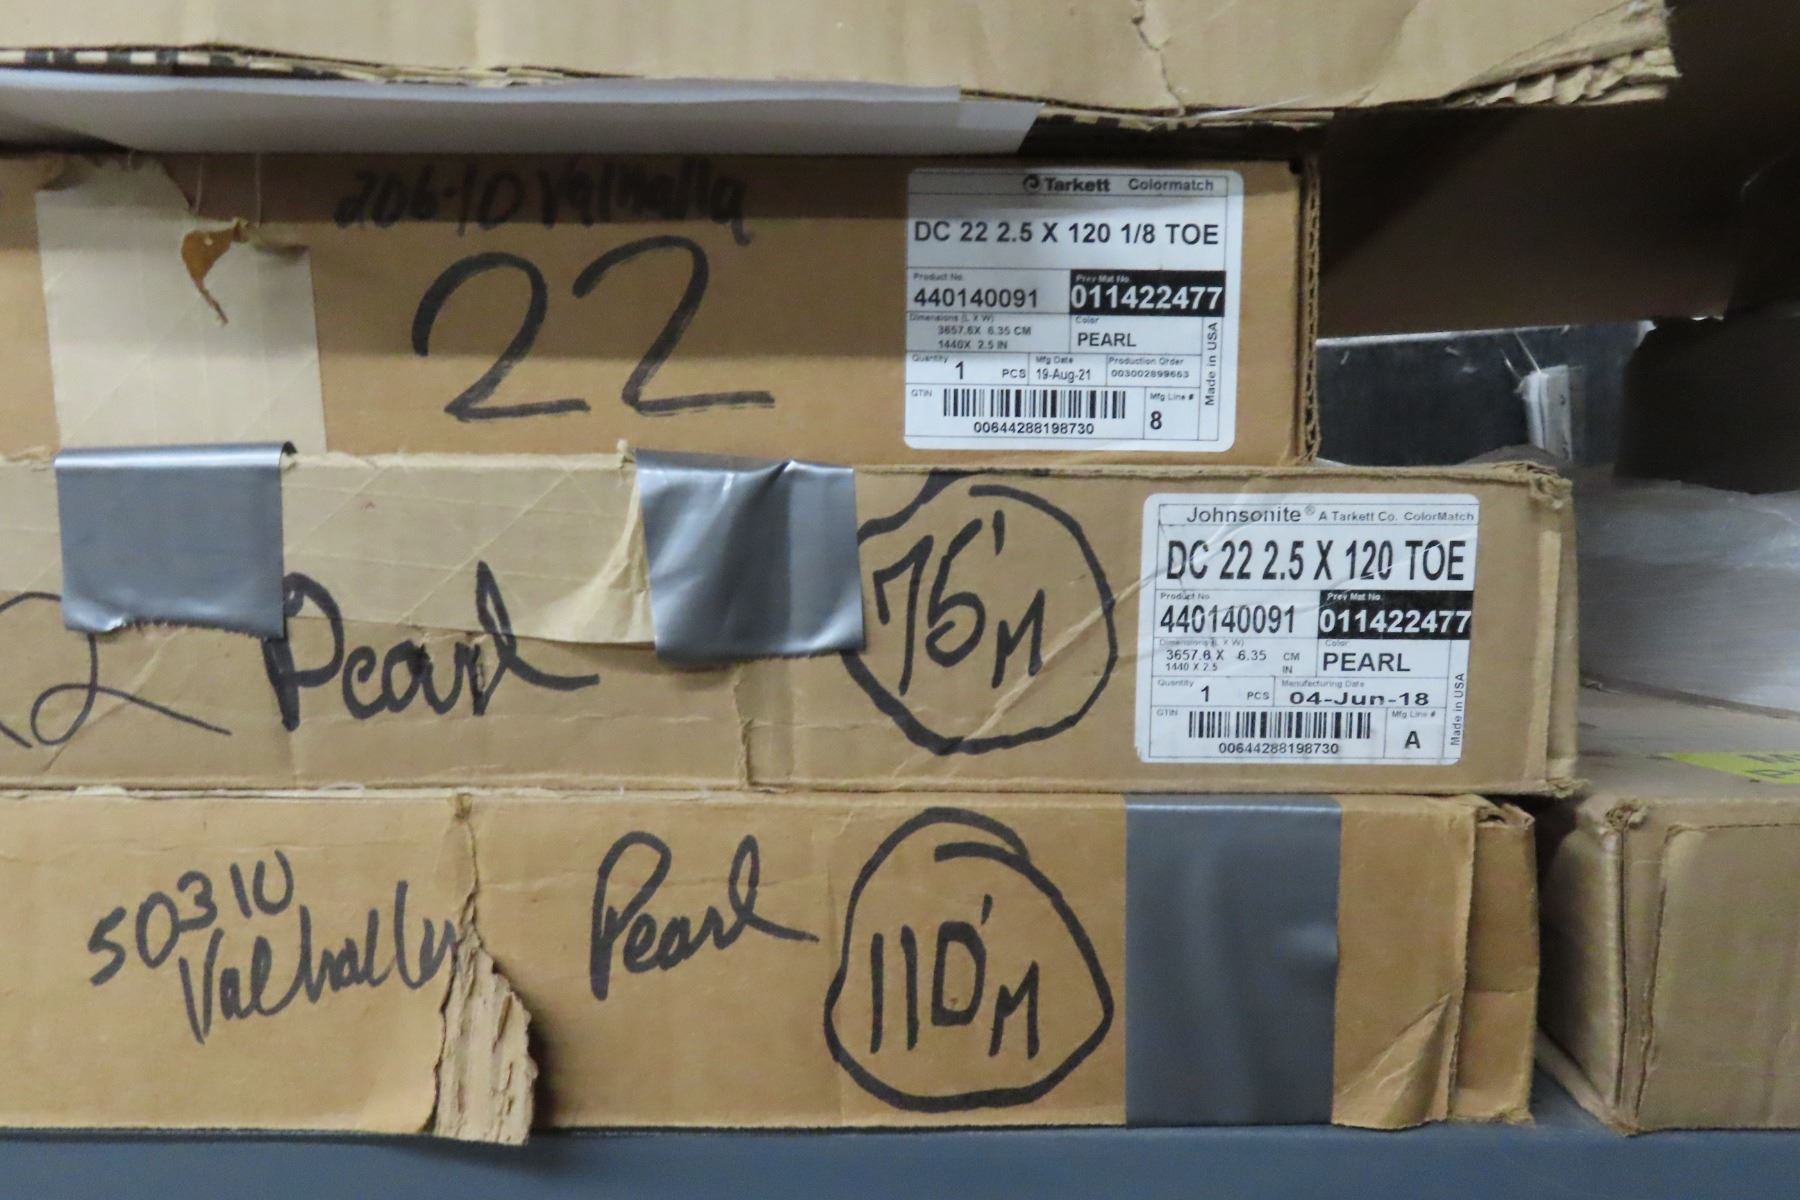 206-10 Valhalla
22
Tarkett Colormatch
DC 22 2.5 X 120 1/8 TOE
Product No.
Prev Mat No.
440140091
011422477
Dimensions (L X W)
Color
3657.6X 6.35 CM
1440X 2.5 IN
PEARL
Quantity
Mfg Date
Production Order
1 PCS
19-Aug-21
003002899653
Made in USA
GTIN
00644288198730
Mfg Line #
8
2 Pearl
76' M
Johnsonite® A Tarkett Co. ColorMatch
DC 22 2.5 X 120 TOE
Product No.
Prev Mat No.
440140091
011422477
Dimensions (L X W)
Color
3657.6 X 6.35 CM
1440 X 2.5 IN
PEARL
Quantity
Manufacturing Date
1 PCS
04-Jun-18
Made in USA
GTIN
00644288198730
Mfg Line #
A
50310
Valhalla
Pearl
110' M